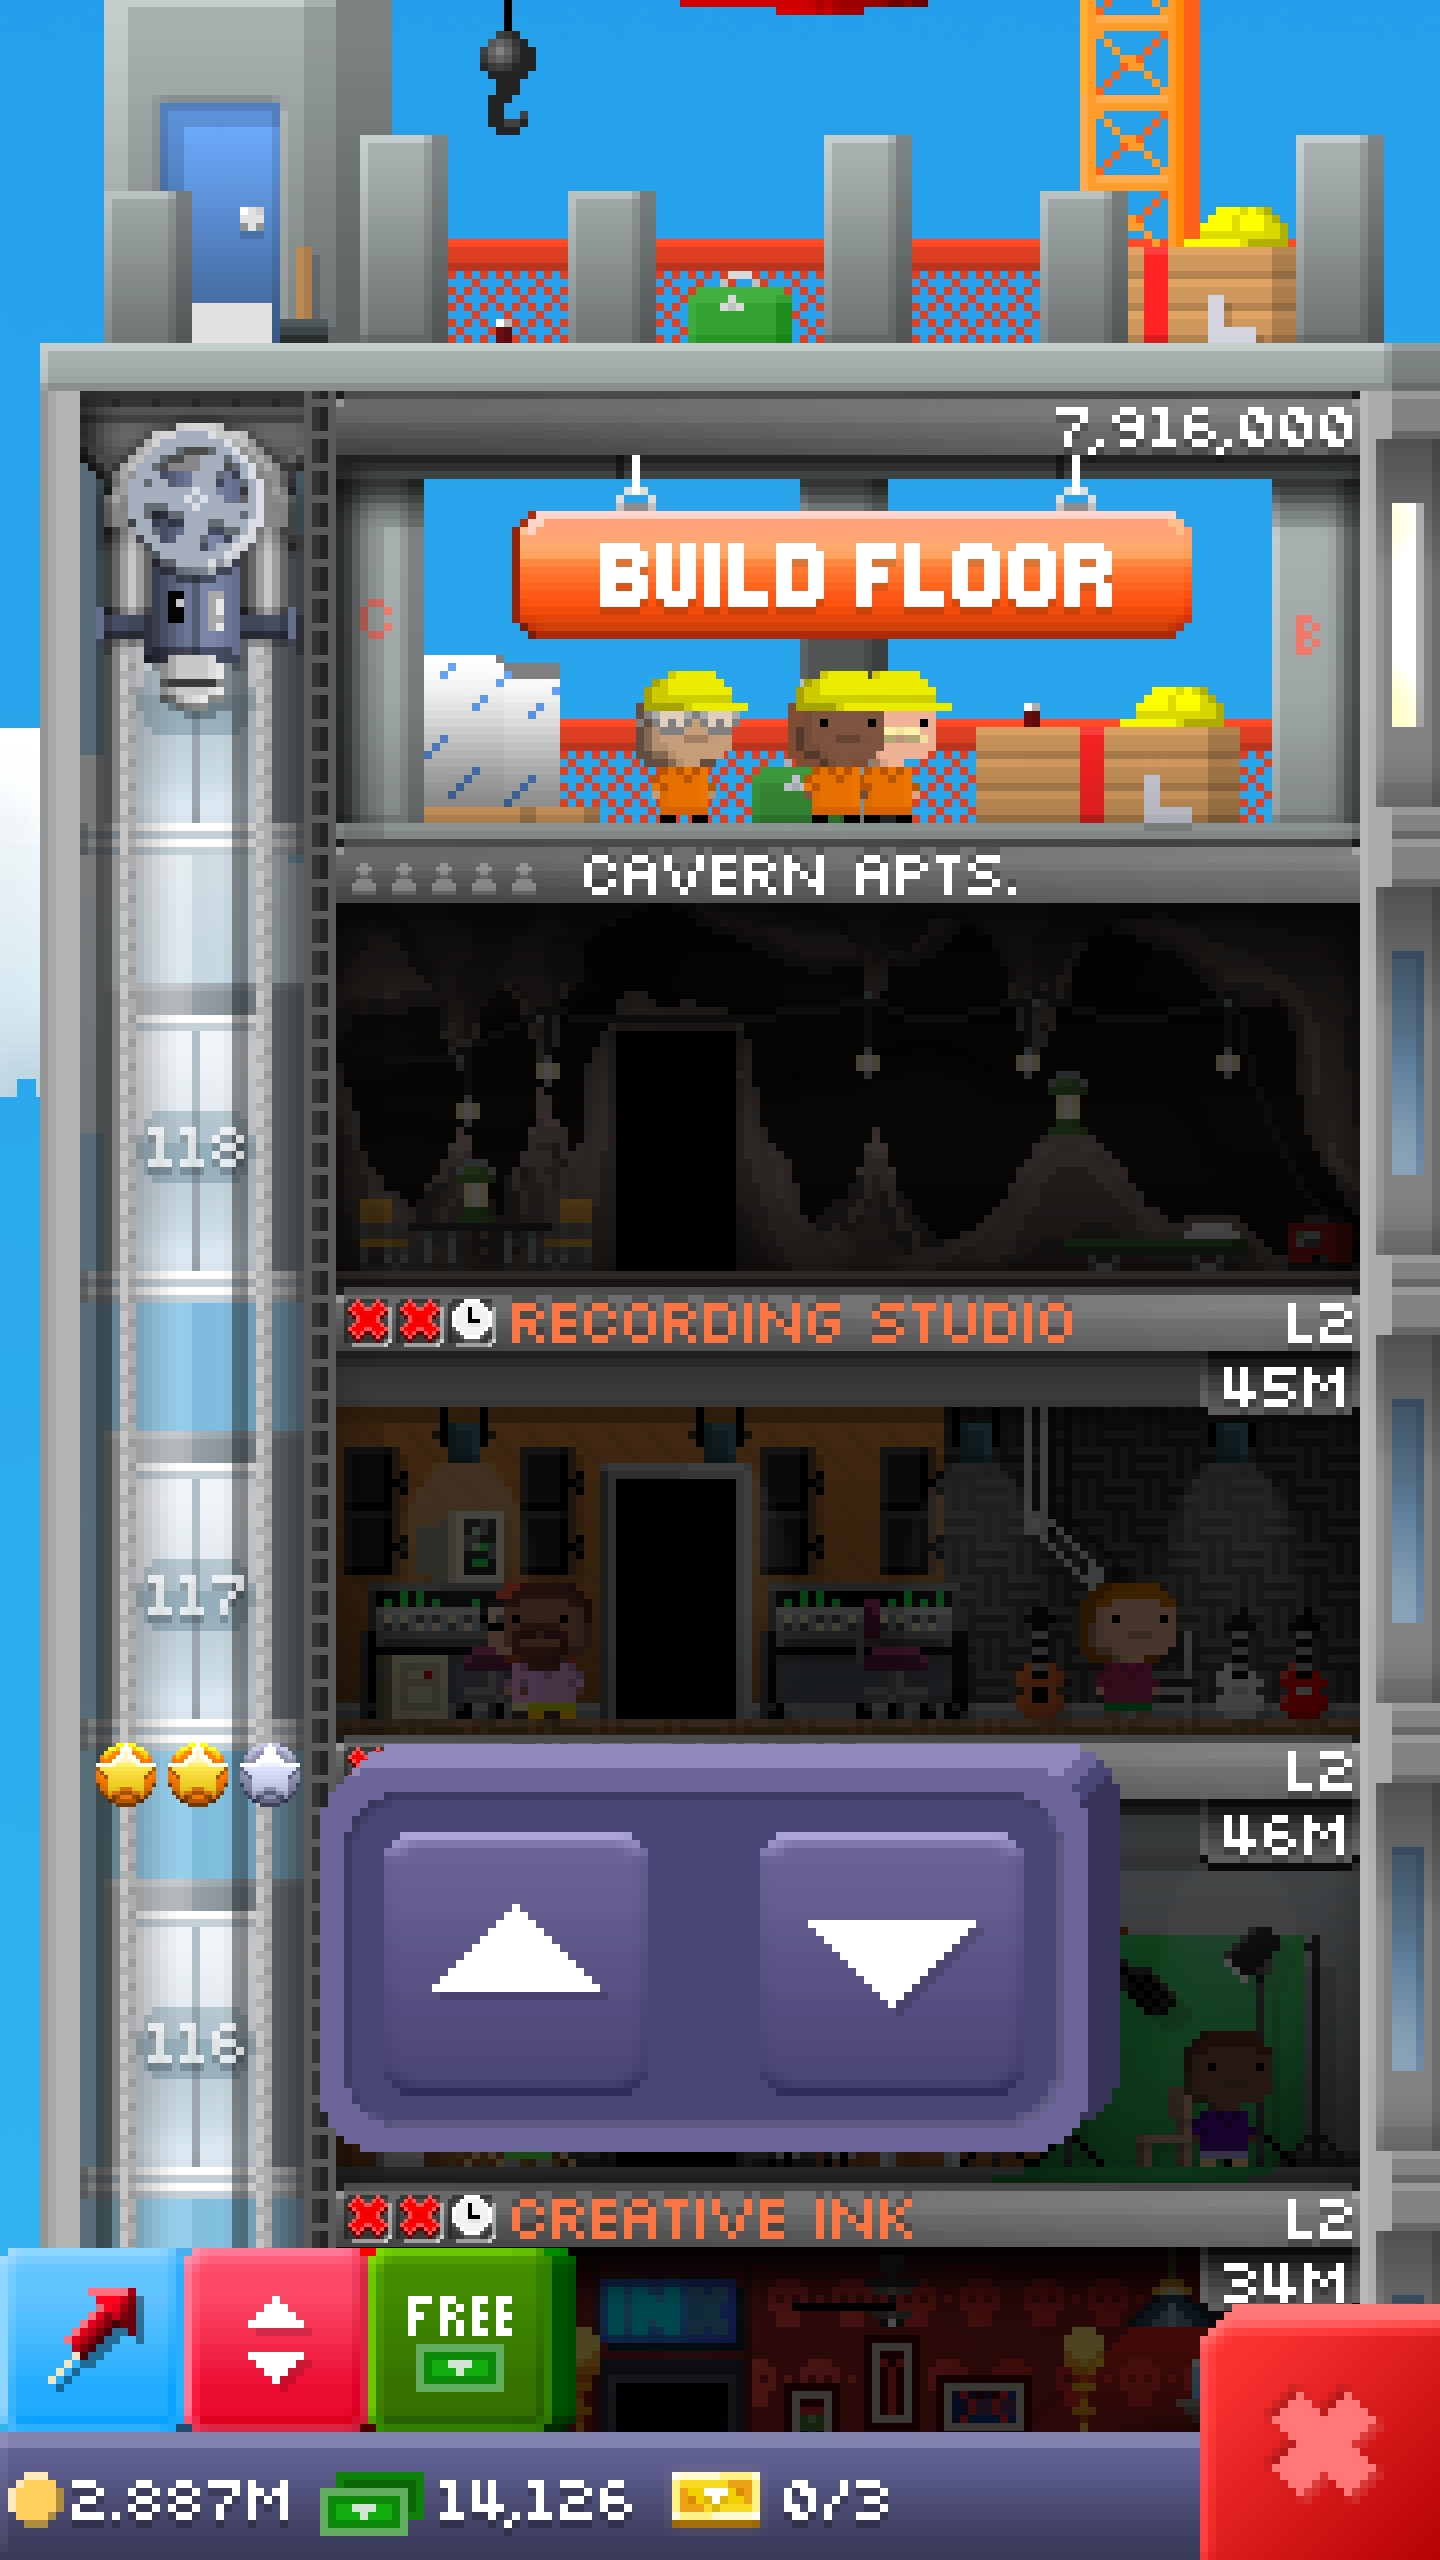 7,916,000
BUILD FLOOR
C
B
CAVERN APTS.
118
RECORDING STUDIO L2
45M
117
L2
46M
116
CREATIVE INK L2
34M
FREE
INK
2.887M 14,126 0/3